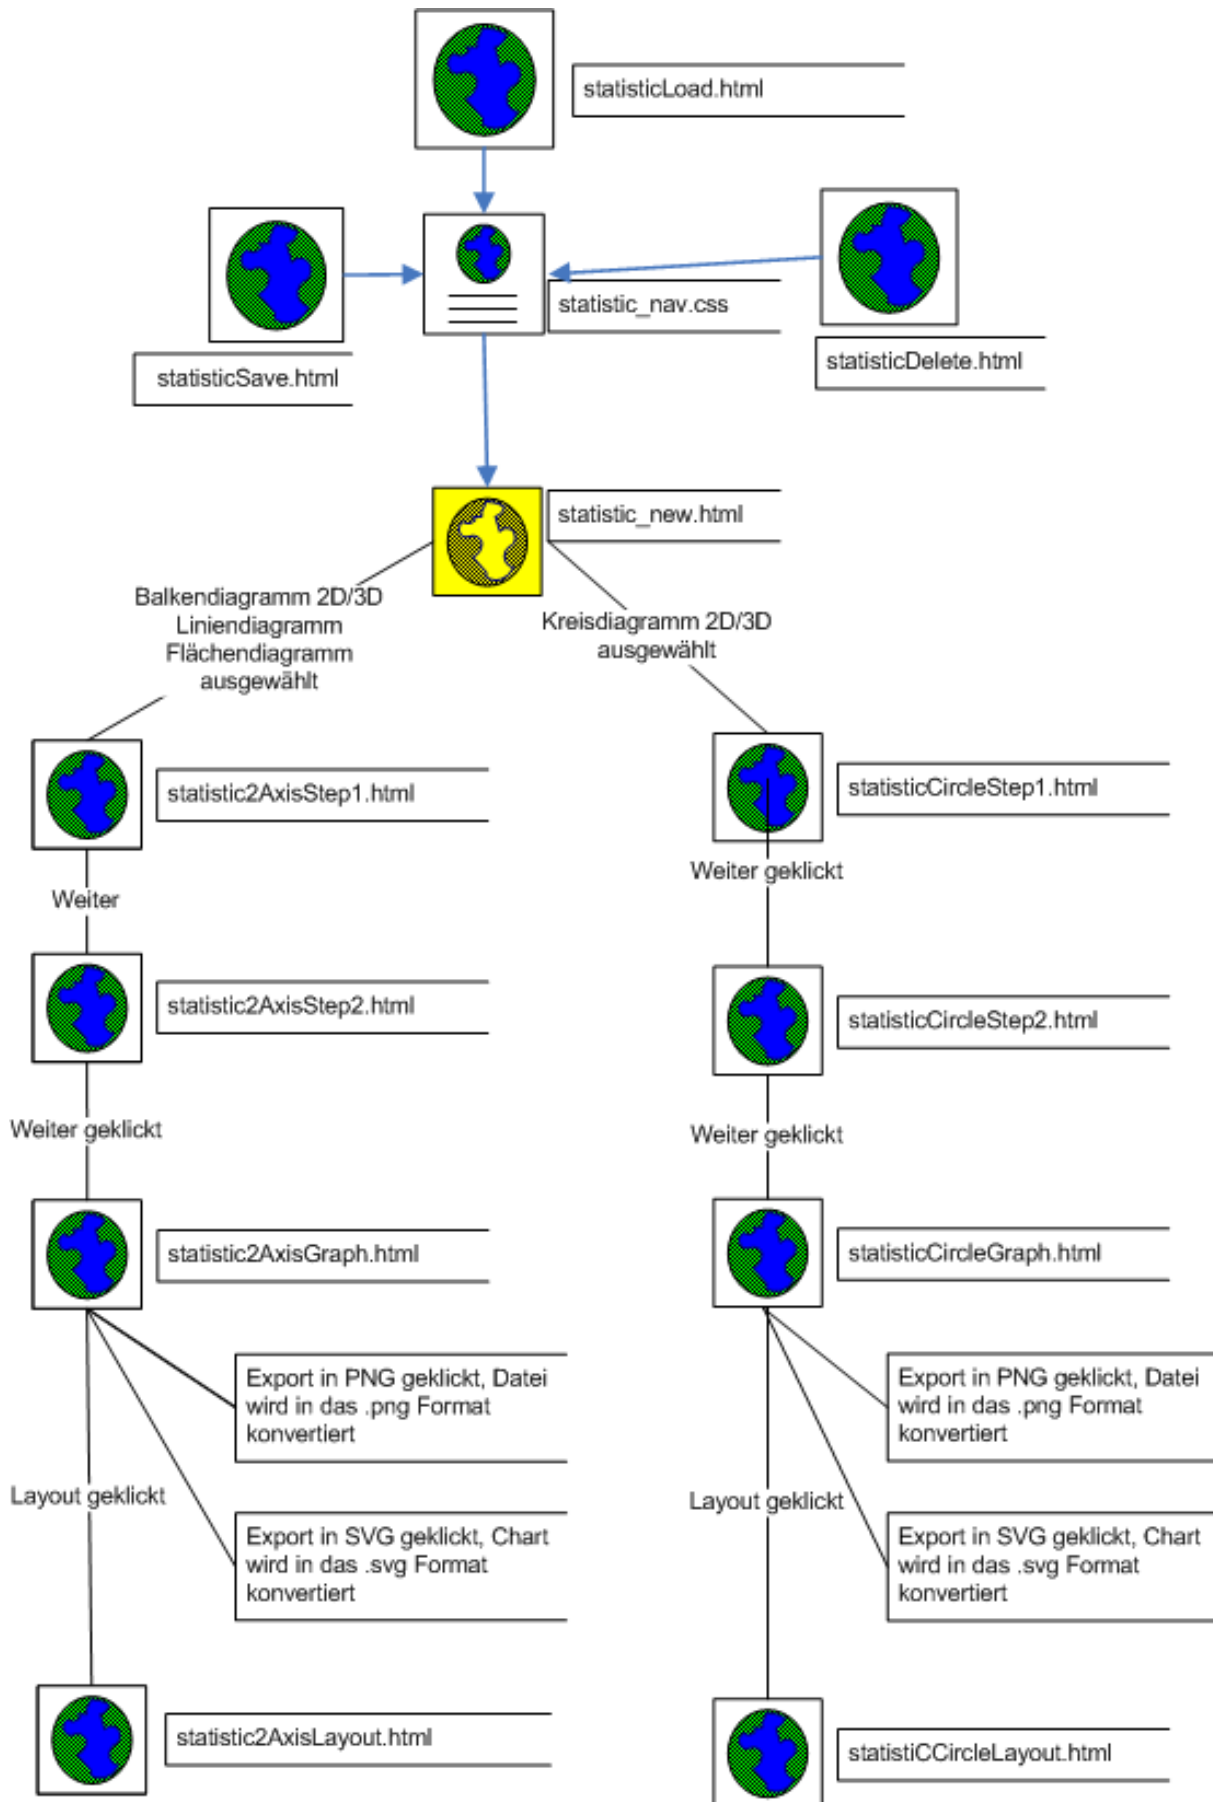 statisticLoad.html
statistic_nav.css
statisticSave.html
statisticDelete.html
statistic_new.html
Balkendiagramm 2D/3D
Liniendiagramm
Flächendiagramm
ausgewählt
Kreisdiagramm 2D/3D
ausgewählt
statistic2AxisStep1.html
statisticCircleStep1.html
Weiter
Weiter geklickt
statistic2AxisStep2.html
statisticCircleStep2.html
Weiter geklickt
Weiter geklickt
statistic2AxisGraph.html
statisticCircleGraph.html
Export in PNG geklickt, Datei
wird in das .png Format
konvertiert
Export in PNG geklickt, Datei
wird in das .png Format
konvertiert
Layout geklickt
Layout geklickt
Export in SVG geklickt, Chart
wird in das .svg Format
konvertiert
Export in SVG geklickt, Chart
wird in das .svg Format
konvertiert
statistic2AxisLayout.html
statistiCCircleLayout.html